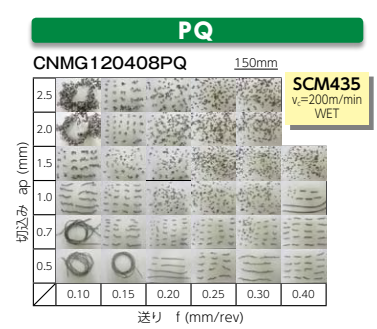 PQ
CNMG120408PQ 150mm
SCM435
vc=200m/min
WET
切込み ap (mm)
2.5
2.0
1.5
1.0
0.7
0.5
0.10 0.15 0.20 0.25 0.30 0.40
送り f (mm/rev)